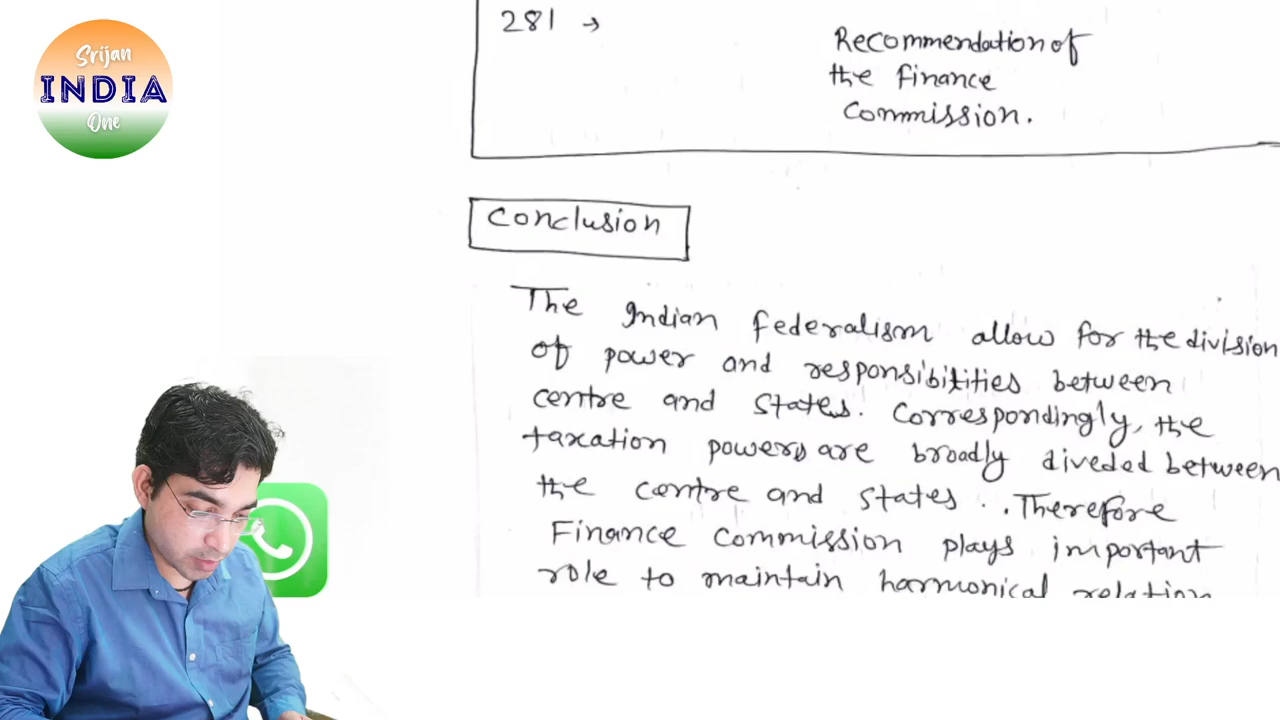 Srijan
INDIA
One
281 →
Recommendation of
the finance
Commission.
Conclusion
The Indian federalism allow for the division
of power and responsibilities between
centre and states. Correspondingly, the
taxation powers are broadly diveded between
the centre and states. . Therefore
Finance Commission plays important
role to maintain harmonical relation